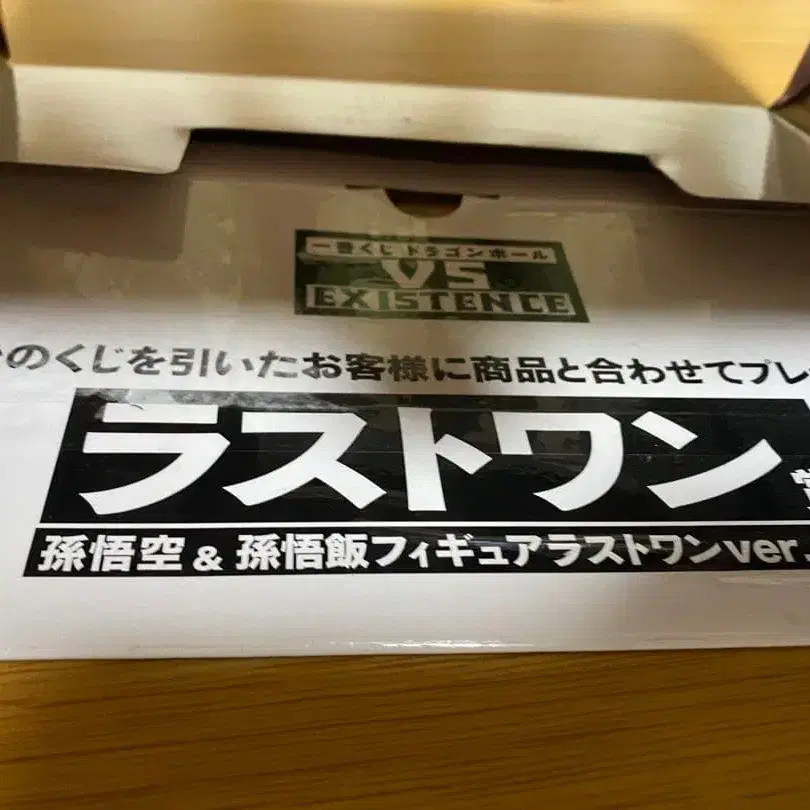 一番くじ ドラゴンボール
VS
EXISTENCE
のくじを引いたお客様に商品と合わせてプレ
ラストワン
孫悟空 & 孫悟飯フィギュアラストワンver.